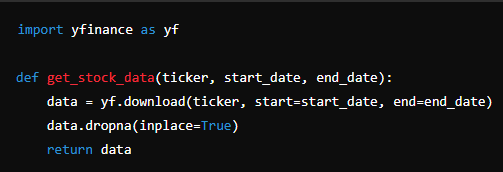 import yfinance as yf
def get_stock_data(ticker, start_date, end_date):
    data = yf.download(ticker, start=start_date, end=end_date)
    data.dropna(inplace=True)
    return data